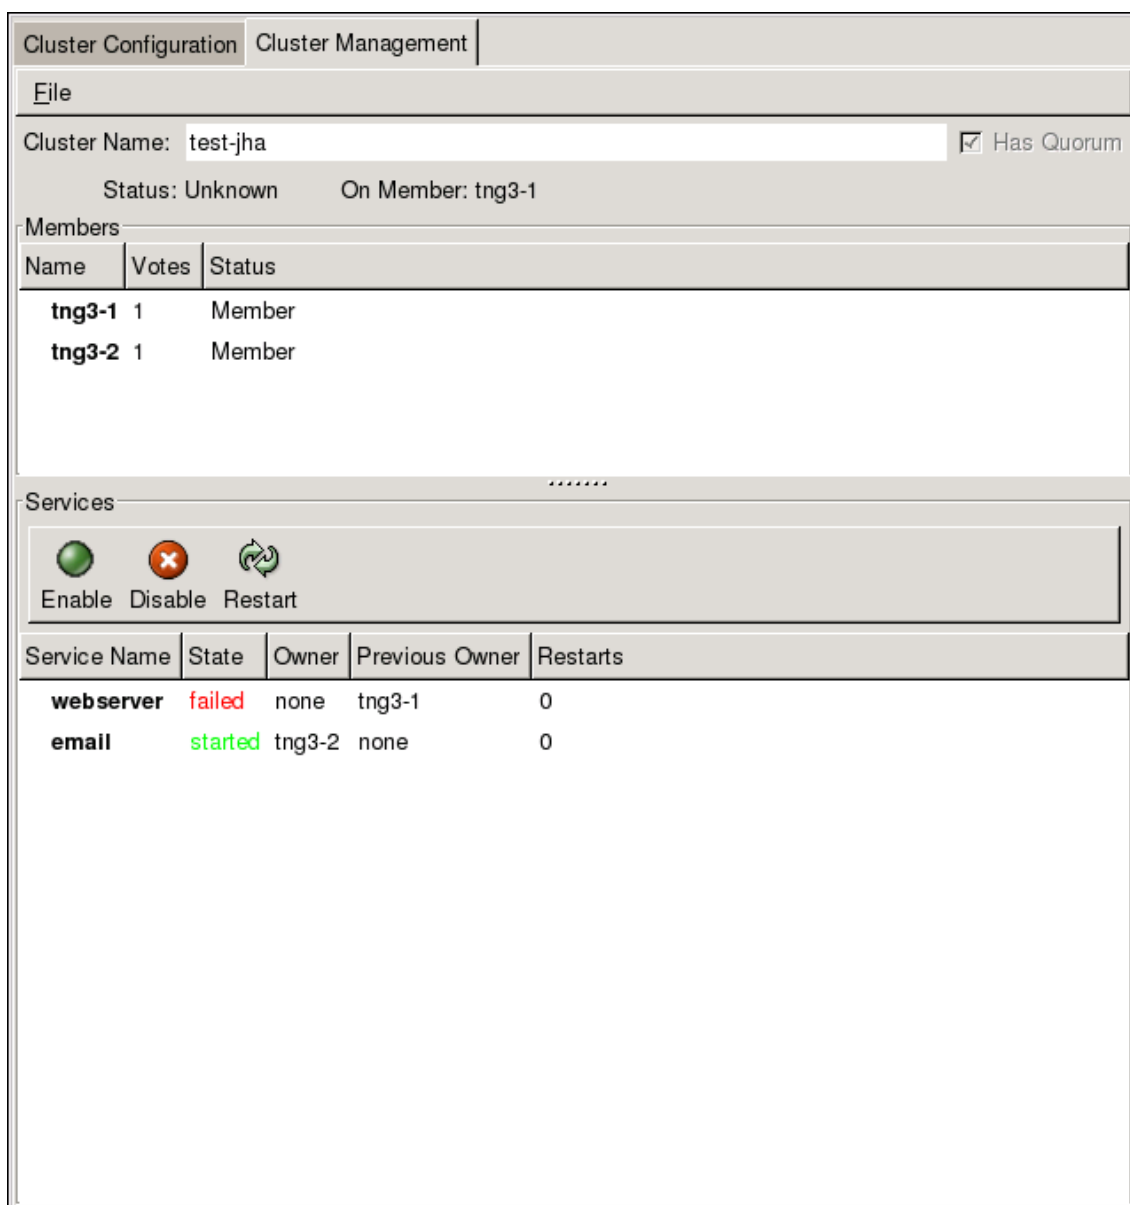 Cluster Configuration Cluster Management
File
Cluster Name: test-jha Has Quorum
Status: Unknown On Member: tng3-1
Members
Name Votes Status
tng3-1 1 Member
tng3-2 1 Member
Services
Enable Disable Restart
Service Name State Owner Previous Owner Restarts
webserver failed none tng3-1 0
email started tng3-2 none 0